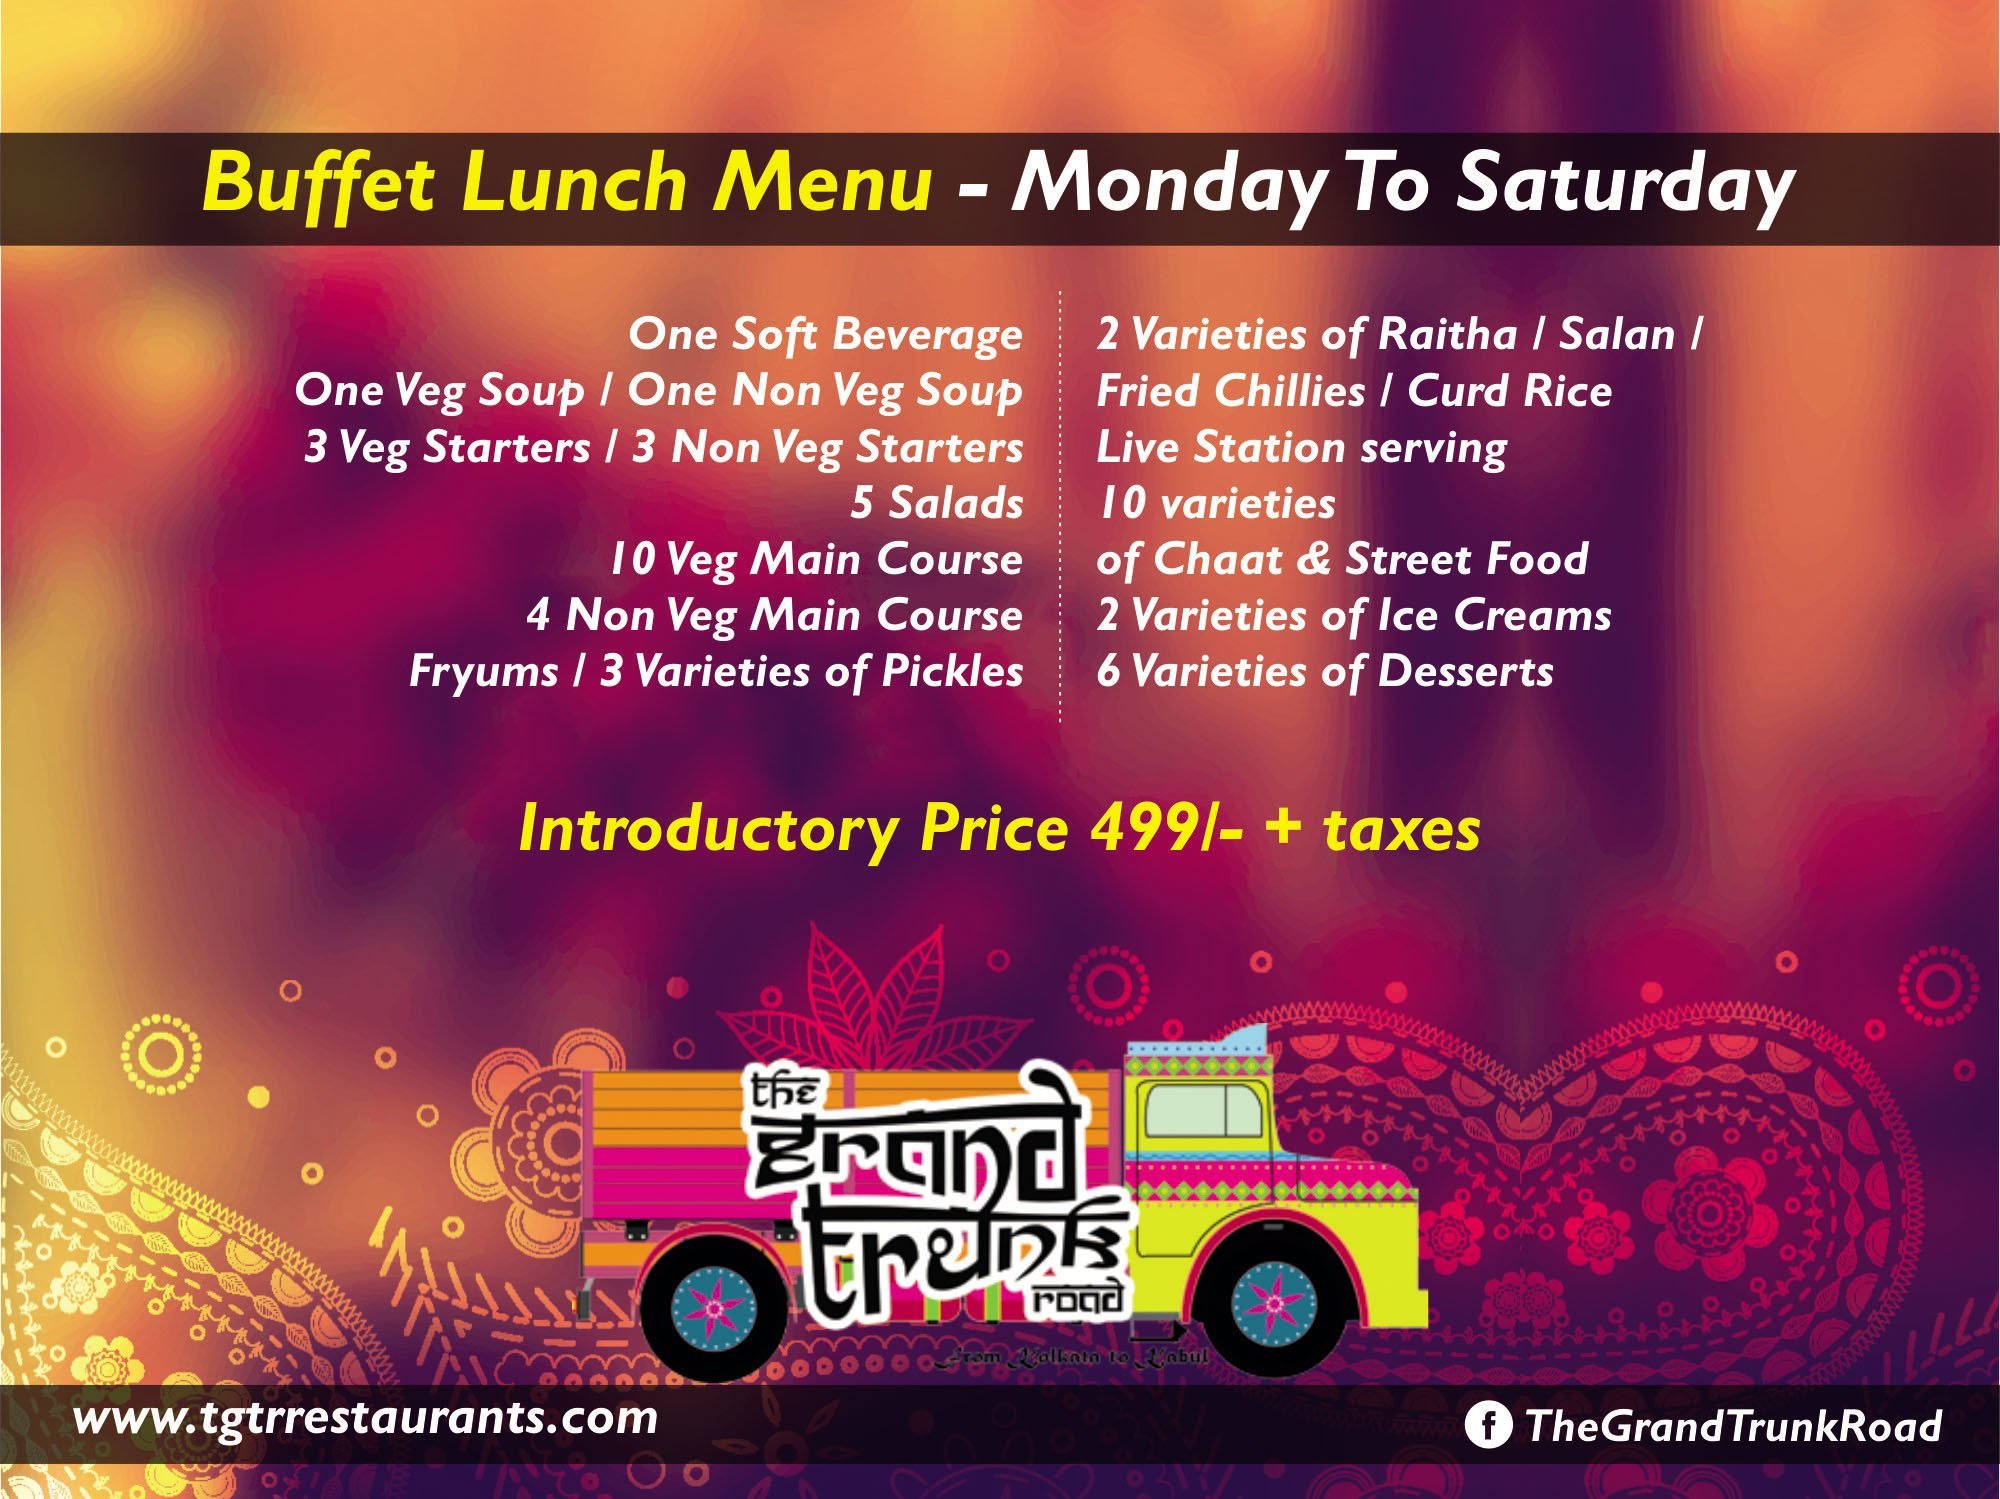 Buffet Lunch Menu - Monday To Saturday
One Soft Beverage
One Veg Soup / One Non Veg Soup
3 Veg Starters / 3 Non Veg Starters
5 Salads
10 Veg Main Course
4 Non Veg Main Course
Fryums / 3 Varieties of Pickles
2 Varieties of Raitha / Salan /
Fried Chillies / Curd Rice
Live Station serving
10 varieties
of Chaat & Street Food
2 Varieties of Ice Creams
6 Varieties of Desserts
Introductory Price 499/- + taxes
the
grand
trunk
road
From Kolkata to Kabul
www.tgtrrestaurants.com
f TheGrandTrunkRoad